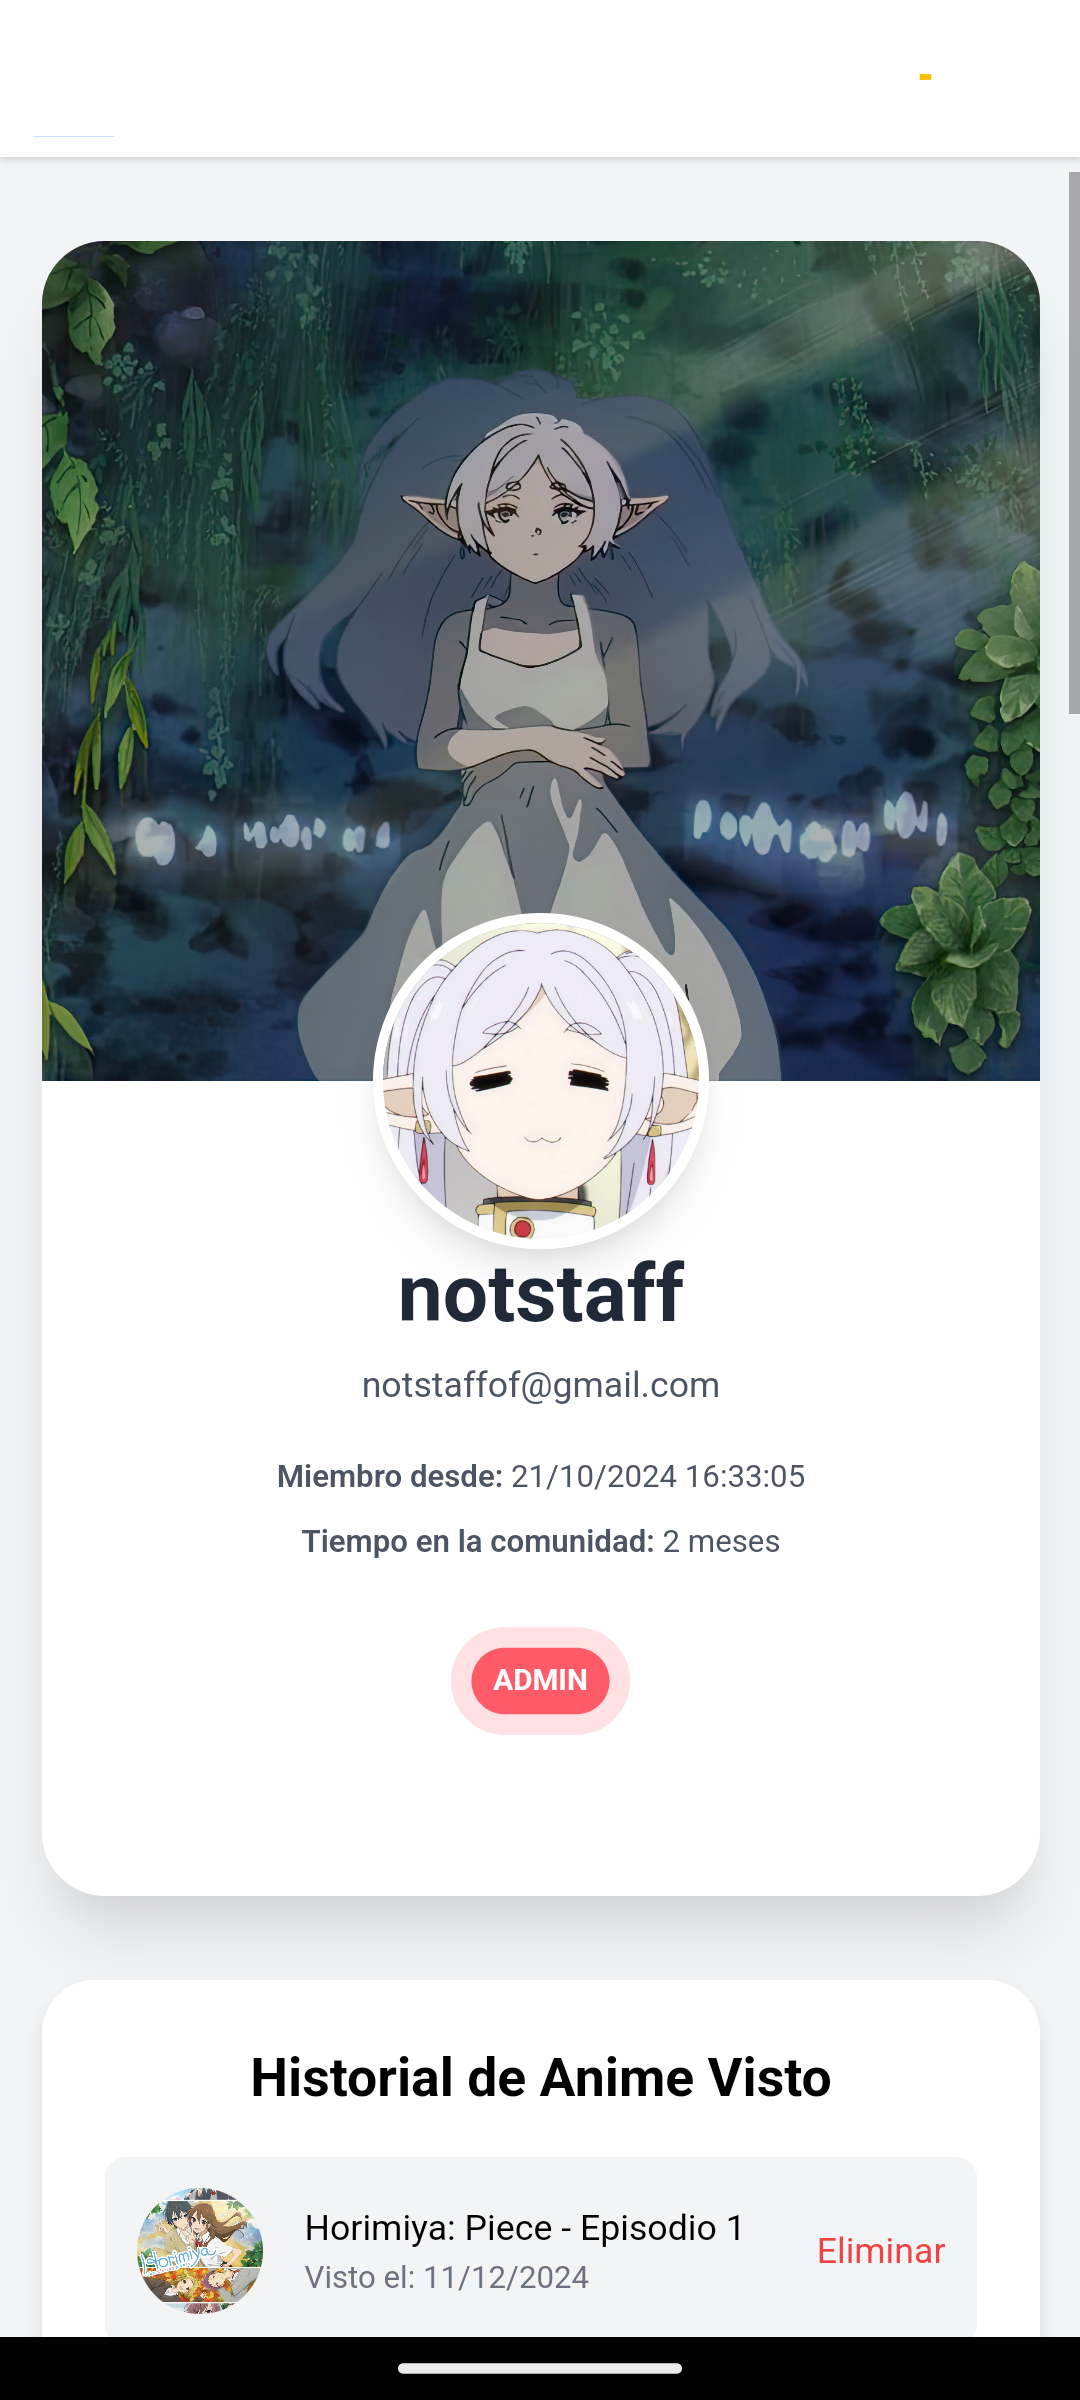 notstaff
notstaffof@gmail.com
Miembro desde: 21/10/2024 16:33:05
Tiempo en la comunidad: 2 meses
ADMIN
Historial de Anime Visto
Horimiya
Horimiya: Piece - Episodio 1
Visto el: 11/12/2024
Eliminar